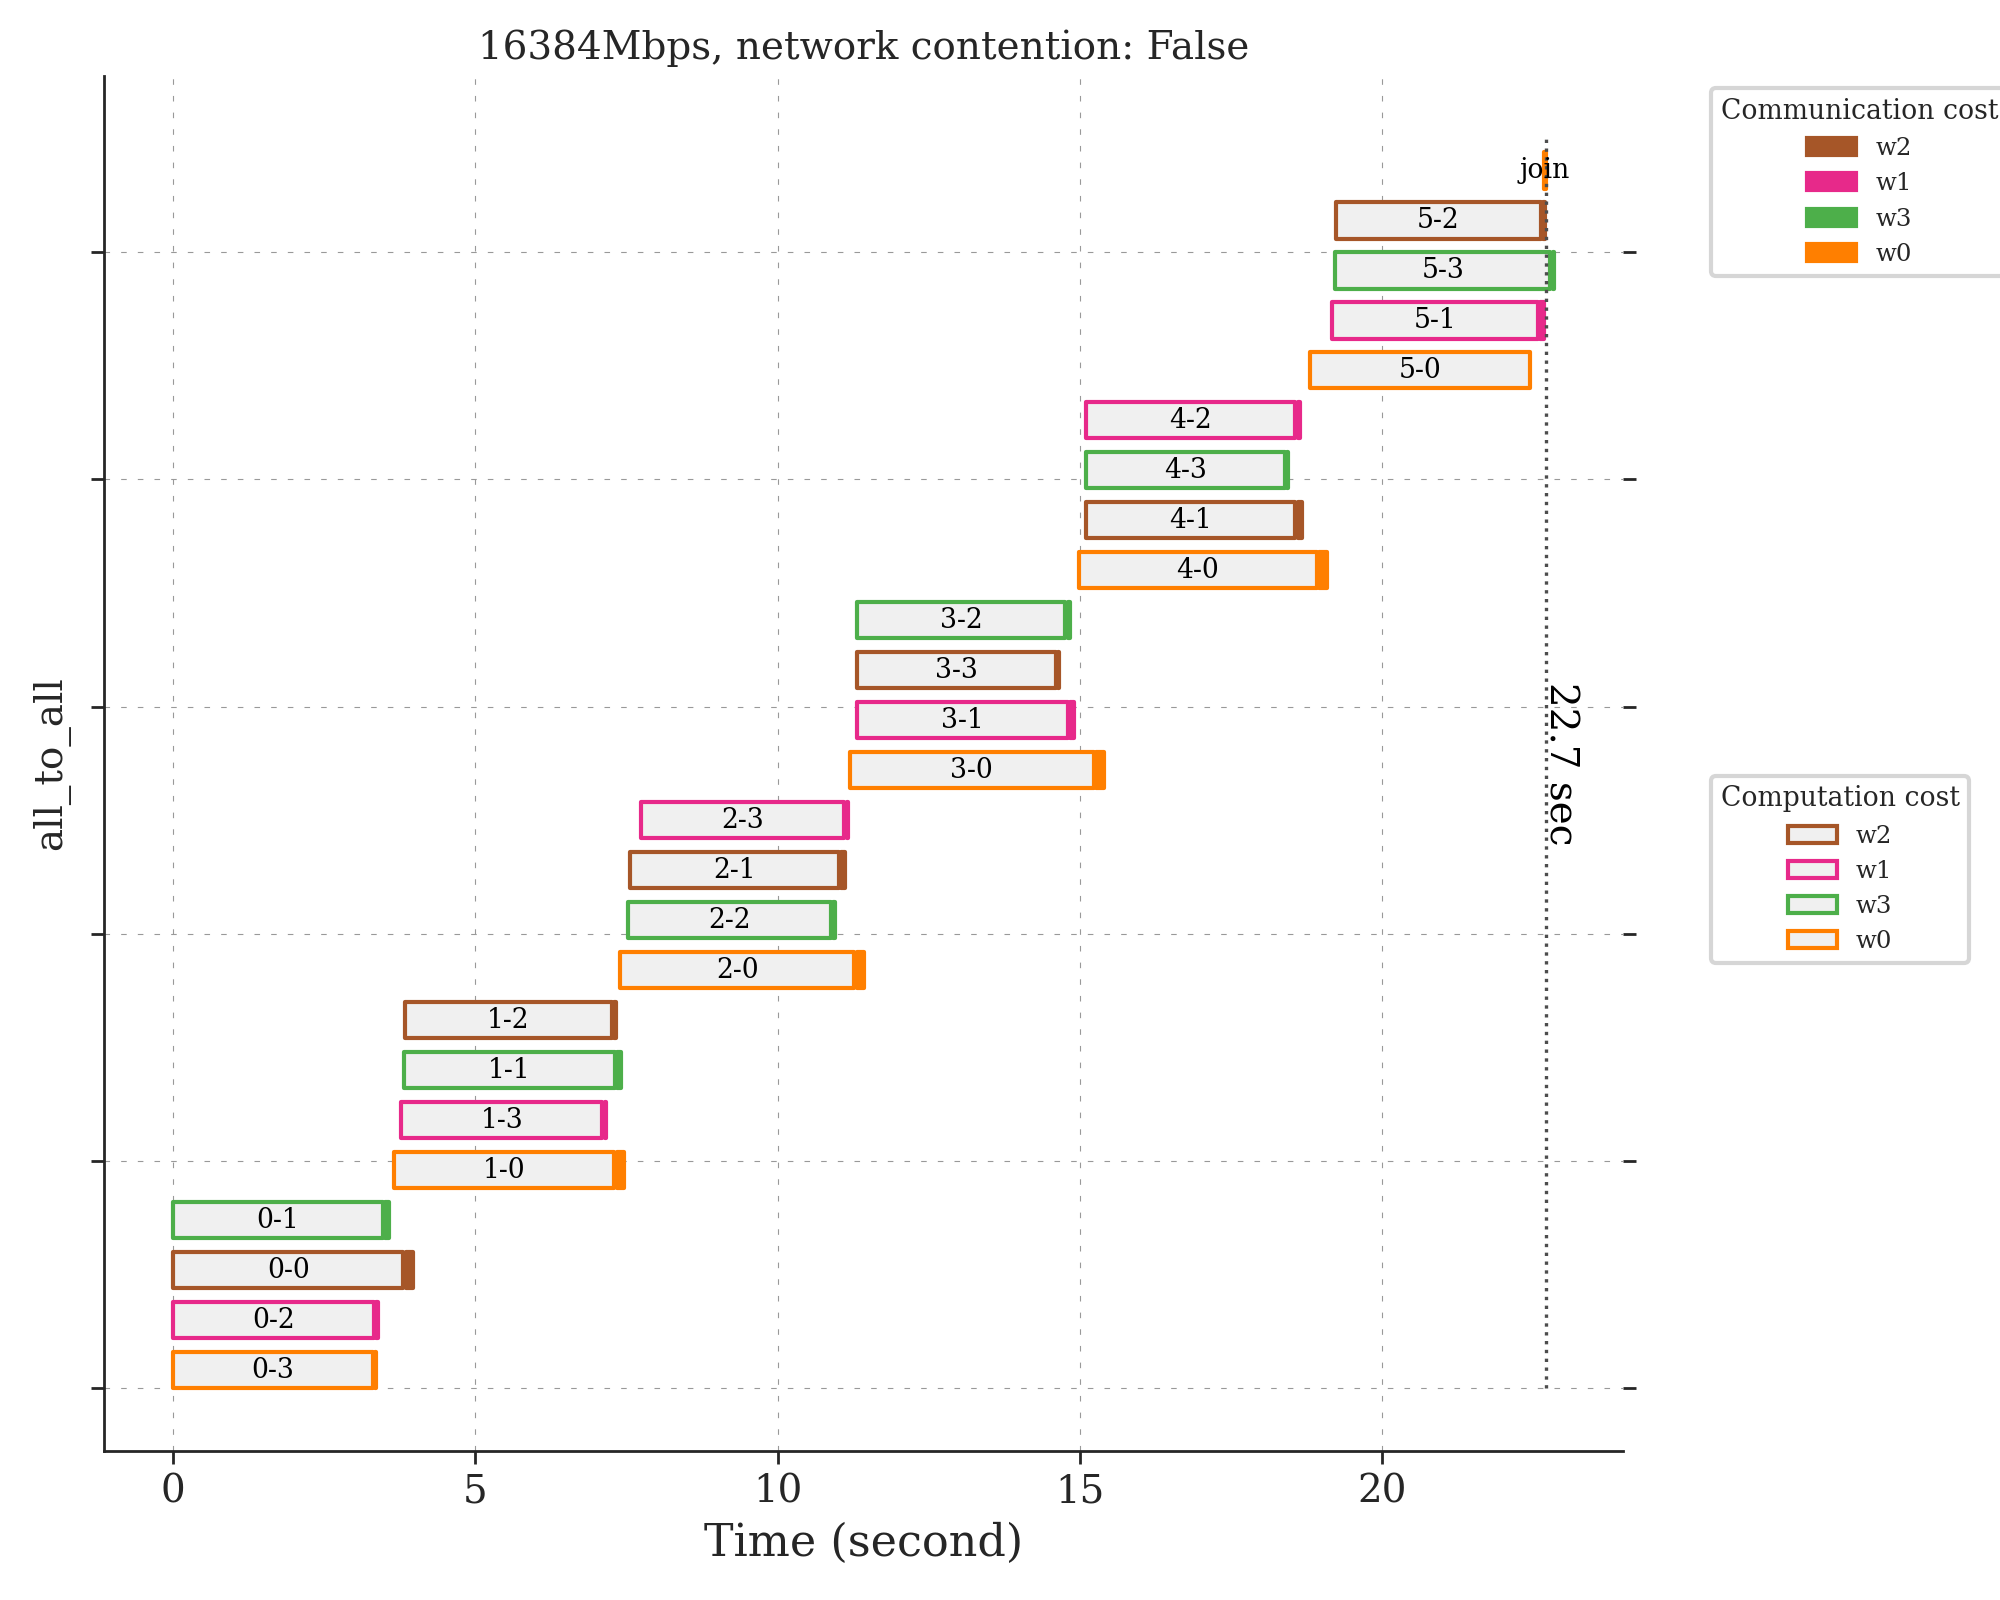 16384Mbps, network contention: False
Communication cost
w2
w1
w3
w0
join
5-2
5-3
5-1
5-0
4-2
4-3
4-1
4-0
3-2
3-3
3-1
3-0
2-3
2-1
2-2
2-0
1-2
1-1
1-3
1-0
0-1
0-0
0-2
0-3
22.7 sec
all_to_all
Computation cost
w2
w1
w3
w0
0
5
10
15
20
Time (second)